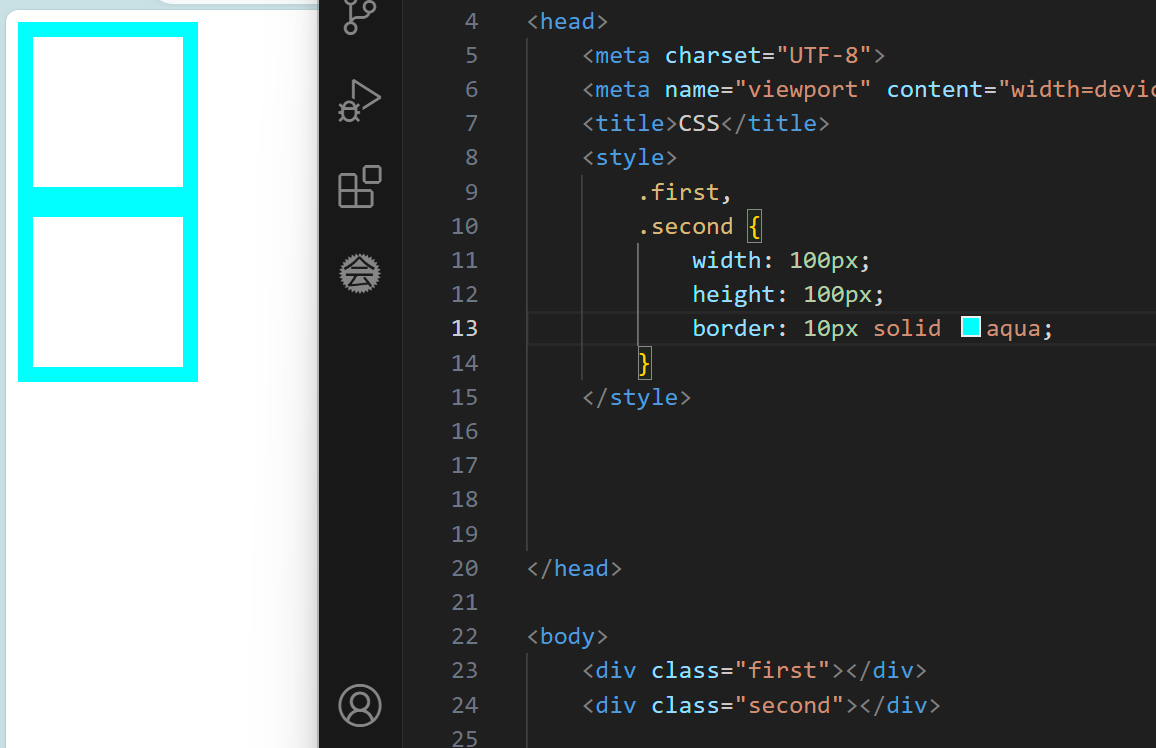 4 <head>
5 <meta charset="UTF-8">
6 <meta name="viewport" content="width=devic
7 <title>CSS</title>
8 <style>
9 .first,
10 .second {
11 width: 100px;
12 height: 100px;
13 border: 10px solid aqua;
14 }
15 </style>
16
17
18
19
20 </head>
21
22 <body>
23 <div class="first"></div>
24 <div class="second"></div>
25